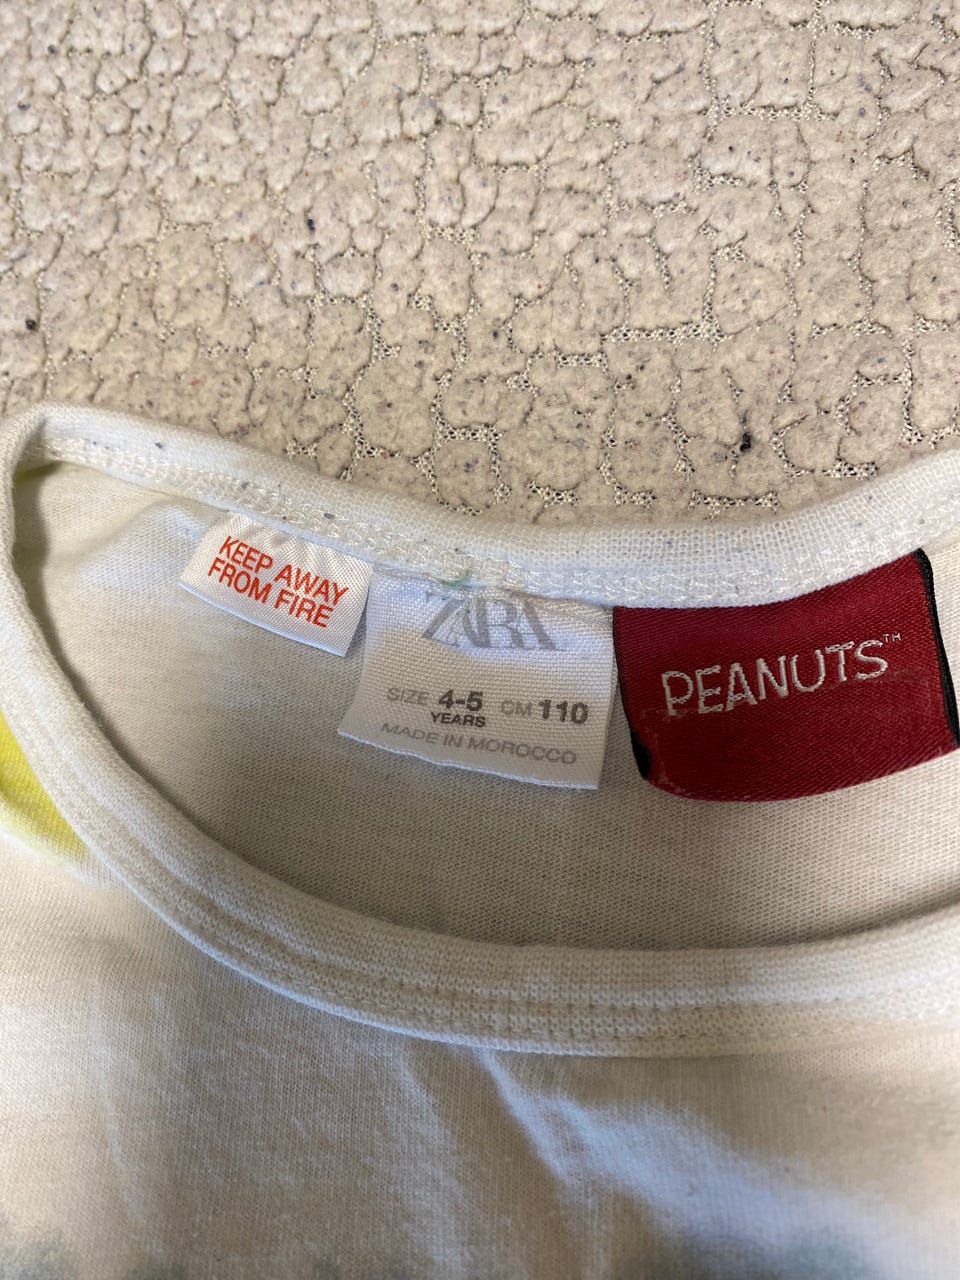 KEEP AWAY
FROM FIRE
ZARA
SIZE 4-5 YEARS CM 110
MADE IN MOROCCO
PEANUTS™